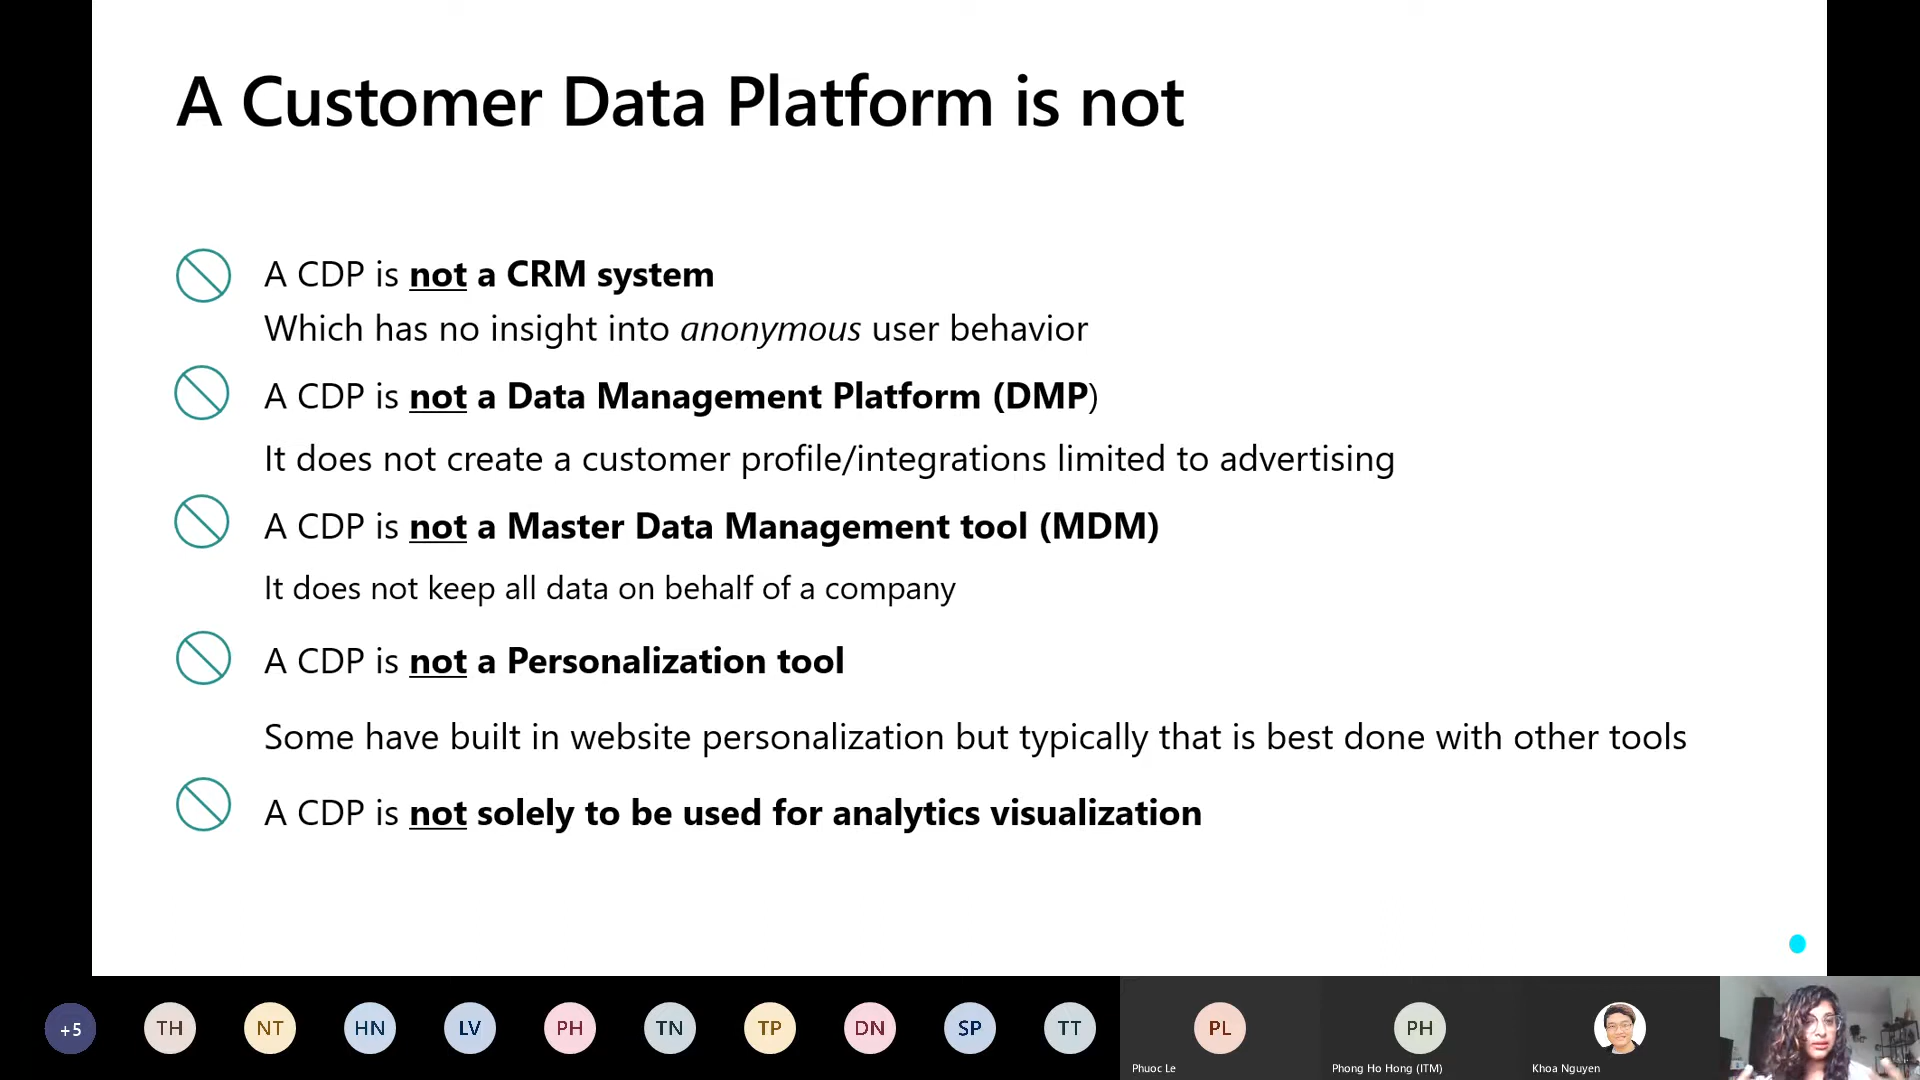 A Customer Data Platform is not
A CDP is not a CRM system
Which has no insight into anonymous user behavior
A CDP is not a Data Management Platform (DMP)
It does not create a customer profile/integrations limited to advertising
A CDP is not a Master Data Management tool (MDM)
It does not keep all data on behalf of a company
A CDP is not a Personalization tool
Some have built in website personalization but typically that is best done with other tools
A CDP is not solely to be used for analytics visualization
+5 TH NT HN LV PH TN TP DN SP TT PL PH
Phuoc Le Phong Ho Hong (ITM) Khoa Nguyen